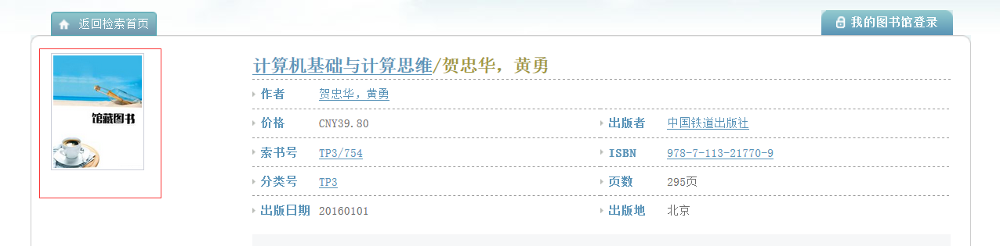 返回检索首页
我的图书馆登录
馆藏图书
计算机基础与计算思维/贺忠华，黄勇
作者 贺忠华，黄勇
价格 CNY39.80 出版者 中国铁道出版社
索书号 TP3/754 ISBN 978-7-113-21770-9
分类号 TP3 页数 295页
出版日期 20160101 出版地 北京